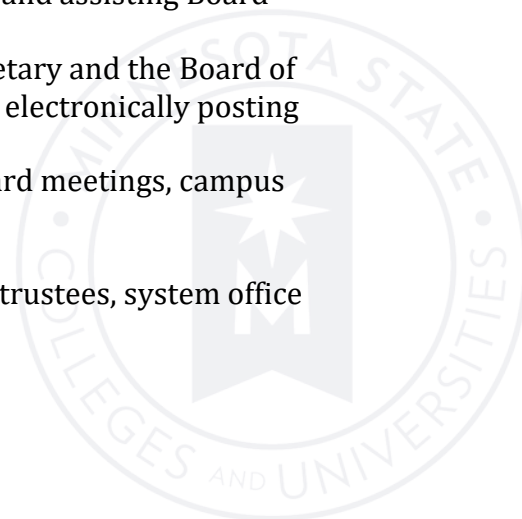 and assisting Board
etary and the Board of
electronically posting
ard meetings, campus
trustees, system office
MINNESOTA STATE
M
COLLEGES AND UNIVERSITIES